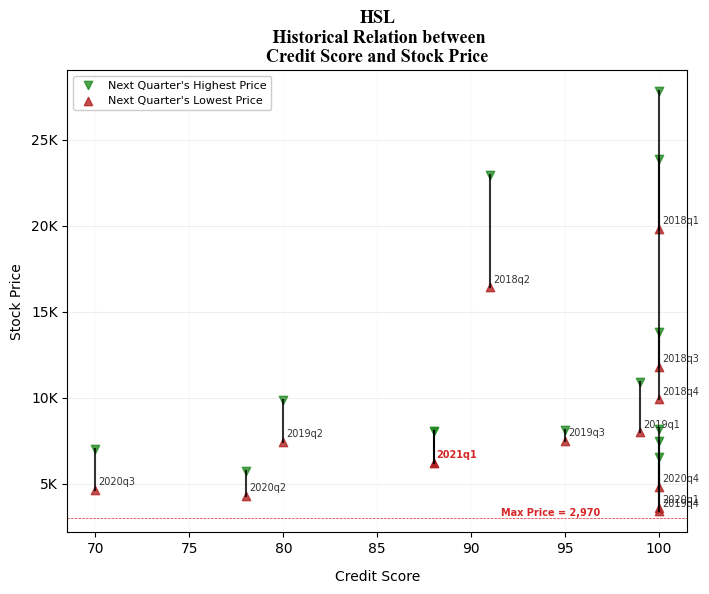 HSL
Historical Relation between
Credit Score and Stock Price
Next Quarter's Highest Price
Next Quarter's Lowest Price
25K
20K
15K
10K
5K
Stock Price
2018q1
2018q2
2018q3
2018q4
2019q1
2019q2
2019q3
2021q1
2020q3
2020q2
2020q4
2020q1
2019q4
Max Price = 2,970
70
75
80
85
90
95
100
Credit Score